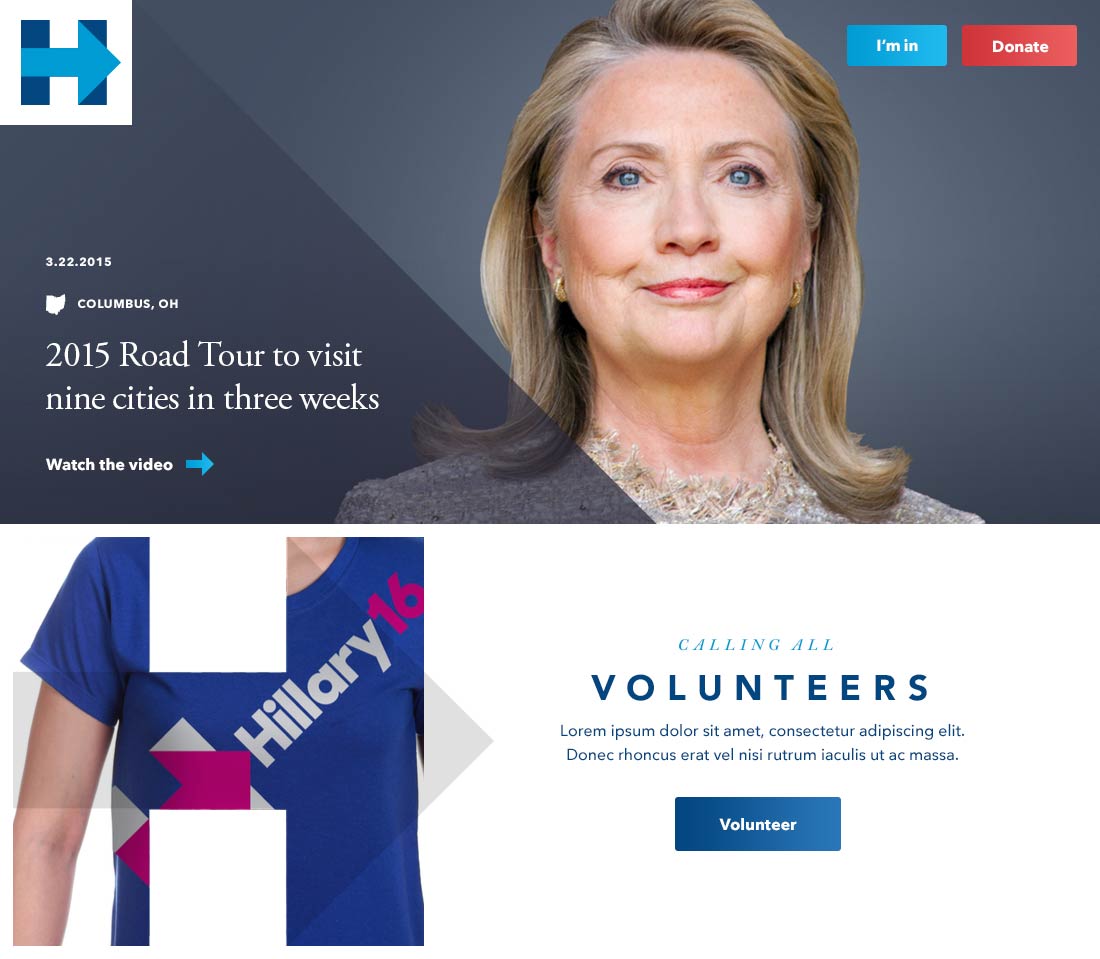 I'm in
Donate
3.22.2015
COLUMBUS, OH
2015 Road Tour to visit
nine cities in three weeks
Watch the video
Hillary16
CALLING ALL
VOLUNTEERS
Lorem ipsum dolor sit amet, consectetur adipiscing elit.
Donec rhoncus erat vel nisi rutrum iaculis ut ac massa.
Volunteer